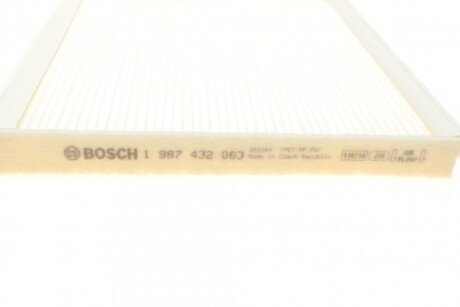 BOSCH 1 987 432 063
Made in Czech Republic
AIR
FLOW